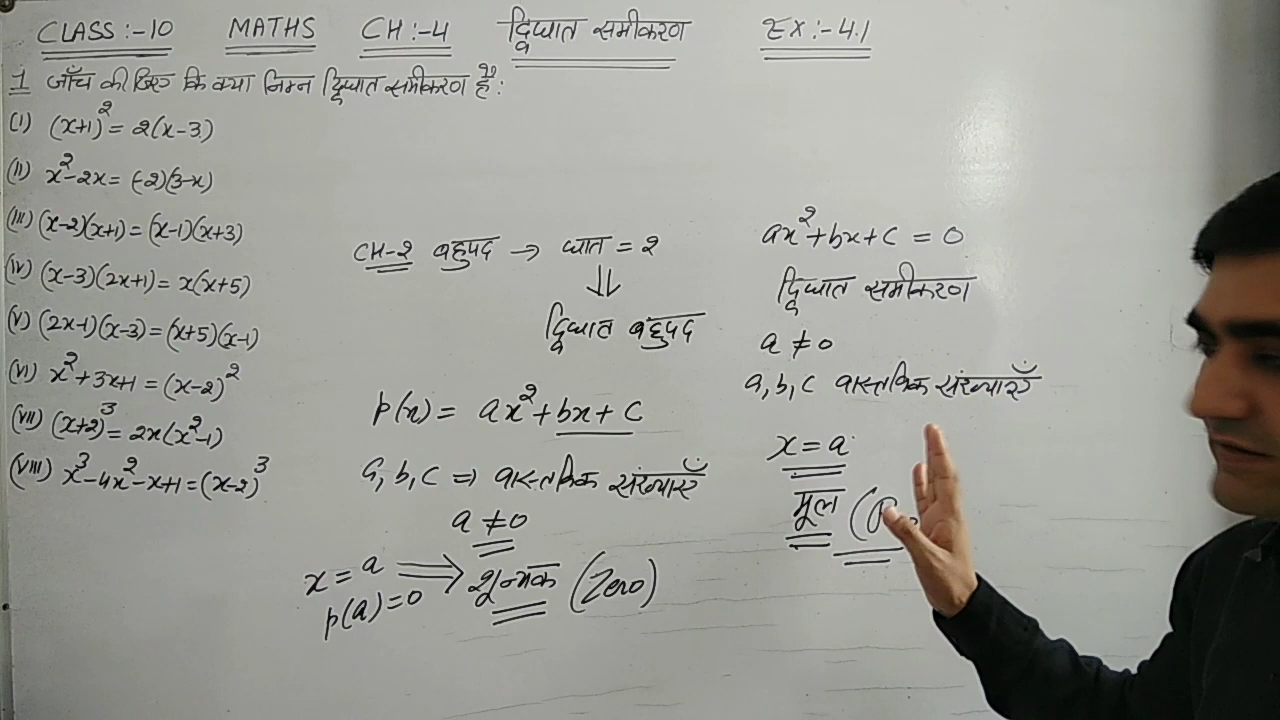 CLASS:-10 MATHS CH:-4 द्विघात समीकरण EX:-4.1
1 जाँच कीजिए कि क्या निम्न द्विघात समीकरण हैं:
(i) (x+1)² = 2(x-3)
(ii) x²-2x = (-2)(3-x)
(iii) (x-2)(x+1) = (x-1)(x+3)
(iv) (x-3)(2x+1) = x(x+5)
(v) (2x-1)(x-3) = (x+5)(x-1)
(vi) x²+3x+1 = (x-2)²
(vii) (x+2)³ = 2x(x²-1)
(viii) x³-4x²-x+1 = (x-2)³
CH-2 बहुपद → घात = 2
⇓
द्विघात बहुपद
p(x) = ax²+bx+c
a, b, c ⇒ वास्तविक संख्याएँ
a ≠ 0
x = a ⇒ शून्यक (Zero)
p(a) = 0
ax²+bx+c = 0
द्विघात समीकरण
a ≠ 0
a, b, c वास्तविक संख्याएँ
x = a
मूल